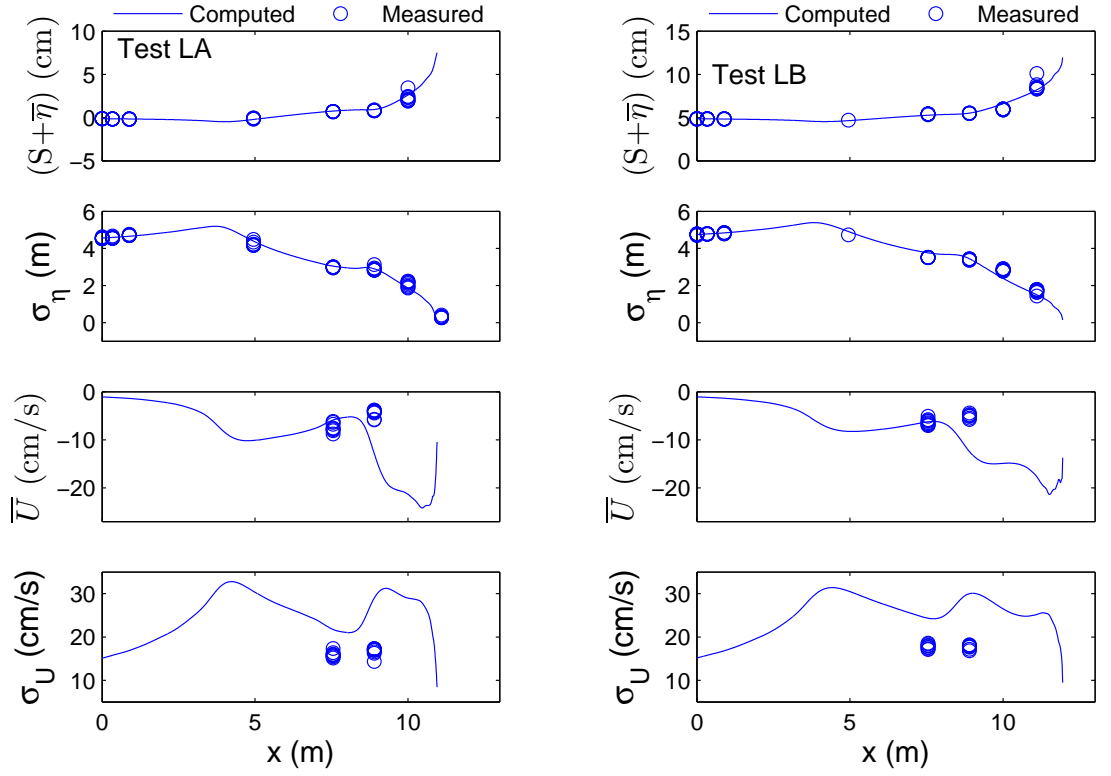 Computed Measured
Test LA
(S+η̅) (cm)
10
5
0
−5
σ_η (m)
6
4
2
0
U̅ (cm/s)
0
−10
−20
σ_U (cm/s)
30
20
10
0 5 10
x (m)
Computed Measured
Test LB
(S+η̅) (cm)
15
10
5
0
σ_η (m)
6
4
2
0
U̅ (cm/s)
0
−10
−20
σ_U (cm/s)
30
20
10
0 5 10
x (m)